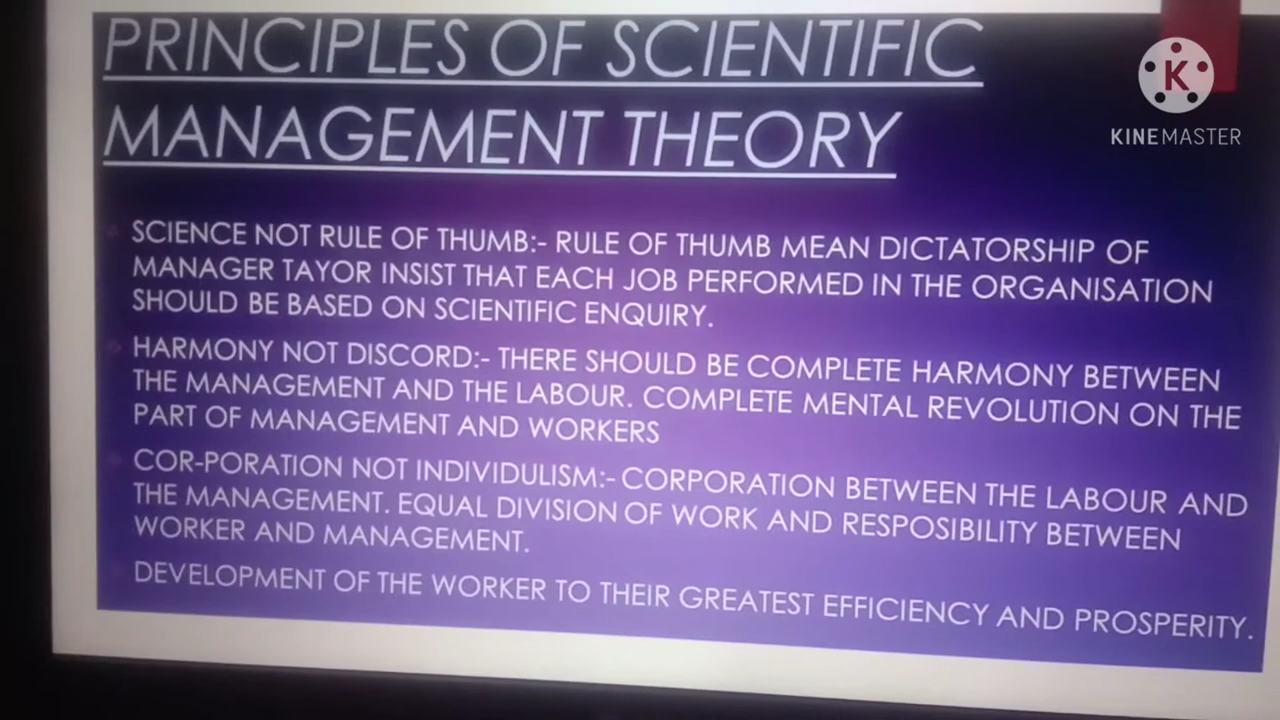 PRINCIPLES OF SCIENTIFIC
MANAGEMENT THEORY
K
KINEMASTER
SCIENCE NOT RULE OF THUMB:- RULE OF THUMB MEAN DICTATORSHIP OF
MANAGER TAYOR INSIST THAT EACH JOB PERFORMED IN THE ORGANISATION
SHOULD BE BASED ON SCIENTIFIC ENQUIRY.
HARMONY NOT DISCORD:- THERE SHOULD BE COMPLETE HARMONY BETWEEN
THE MANAGEMENT AND THE LABOUR. COMPLETE MENTAL REVOLUTION ON THE
PART OF MANAGEMENT AND WORKERS
COR-PORATION NOT INDIVIDULISM:- CORPORATION BETWEEN THE LABOUR AND
THE MANAGEMENT. EQUAL DIVISION OF WORK AND RESPOSIBILITY BETWEEN
WORKER AND MANAGEMENT.
DEVELOPMENT OF THE WORKER TO THEIR GREATEST EFFICIENCY AND PROSPERITY.